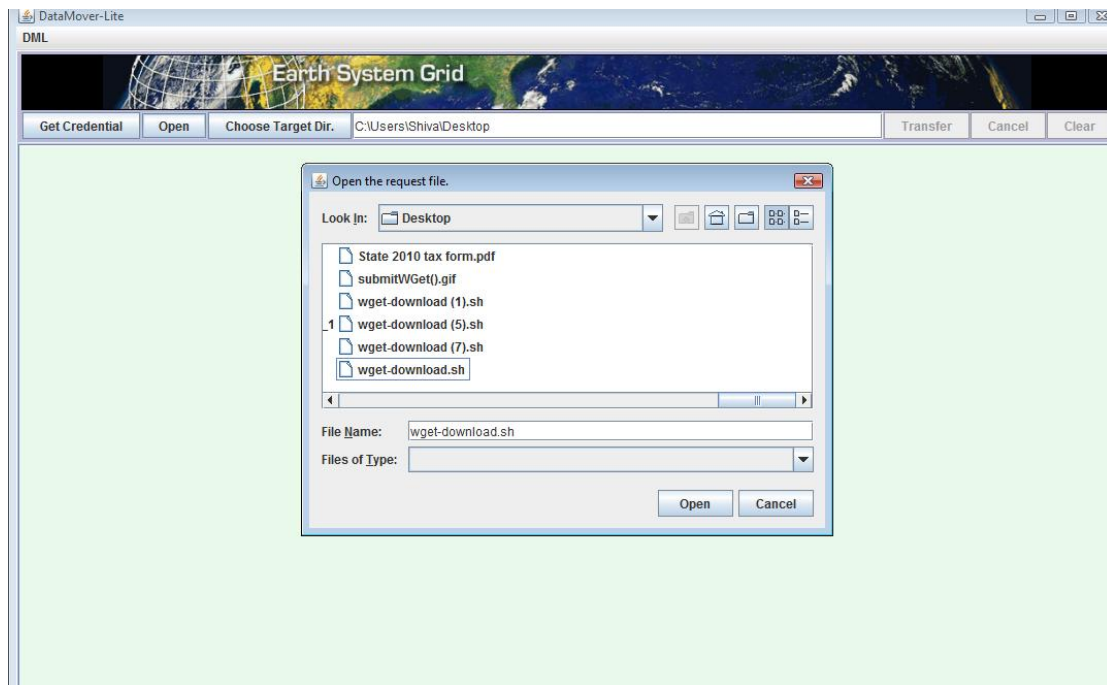 DataMover-Lite
DML
Earth System Grid
Get Credential Open Choose Target Dir. C:\Users\Shiva\Desktop Transfer Cancel Clear
Open the request file.
Look In: Desktop
State 2010 tax form.pdf
submitWGet().gif
wget-download (1).sh
_1 wget-download (5).sh
wget-download (7).sh
wget-download.sh
File Name: wget-download.sh
Files of Type:
Open Cancel